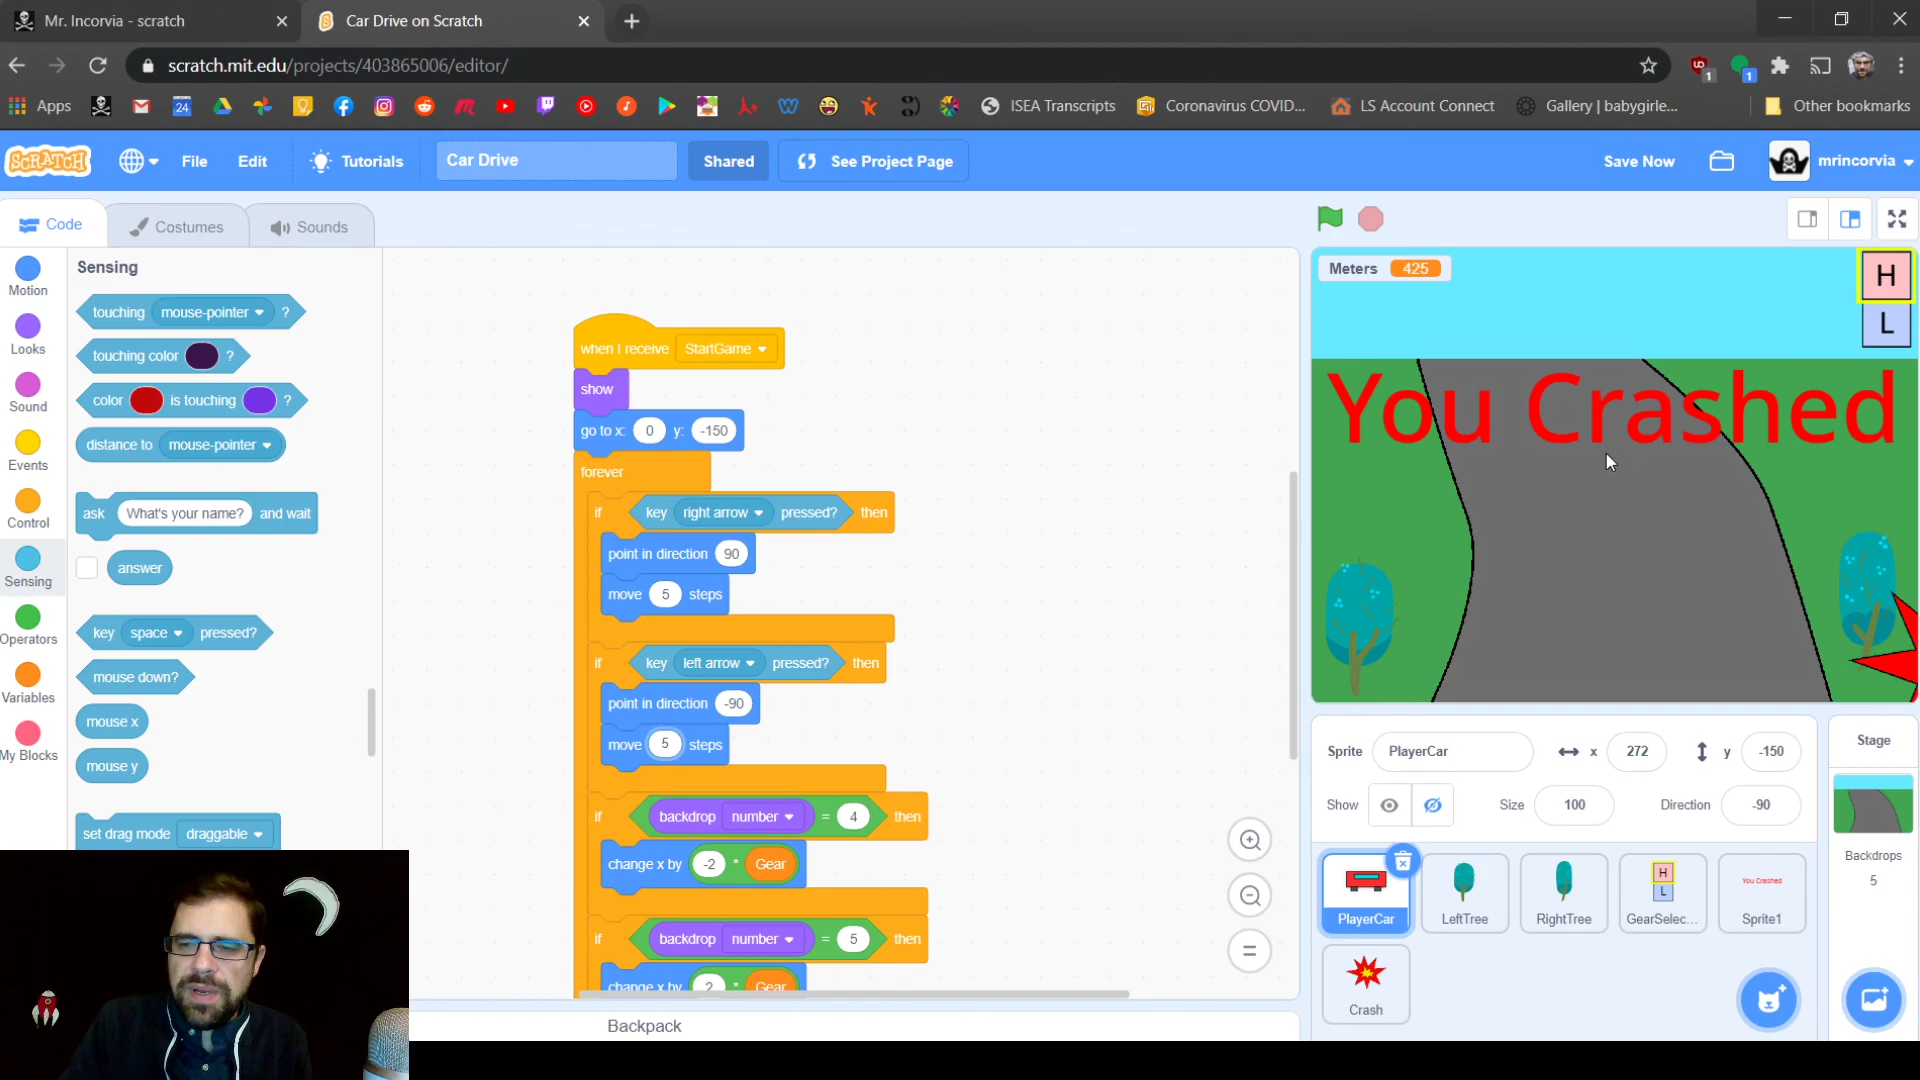 Mr. Incorvia - scratch
Car Drive on Scratch
scratch.mit.edu/projects/403865006/editor/
Apps
24
ISEA Transcripts
Coronavirus COVID...
LS Account Connect
Gallery | babygirle...
Other bookmarks
SCRATCH
File
Edit
Tutorials
Car Drive
Shared
See Project Page
Save Now
mrincorvia
Code
Costumes
Sounds
Motion
Looks
Sound
Events
Control
Sensing
Operators
Variables
My Blocks
Sensing
touching mouse-pointer ?
touching color ?
color is touching ?
distance to mouse-pointer
ask What's your name? and wait
answer
key space pressed?
mouse down?
mouse x
mouse y
set drag mode draggable
when I receive StartGame
show
go to x: 0 y: -150
forever
if key right arrow pressed? then
point in direction 90
move 5 steps
if key left arrow pressed? then
point in direction -90
move 5 steps
if backdrop number = 4 then
change x by -2 * Gear
if backdrop number = 5 then
change x by 2 * Gear
Backpack
Meters 425
H
L
You Crashed
Sprite PlayerCar x 272 y -150
Show Size 100 Direction -90
PlayerCar
LeftTree
RightTree
H
L
GearSelec...
You Crashed
Sprite1
Crash
Stage
Backdrops
5